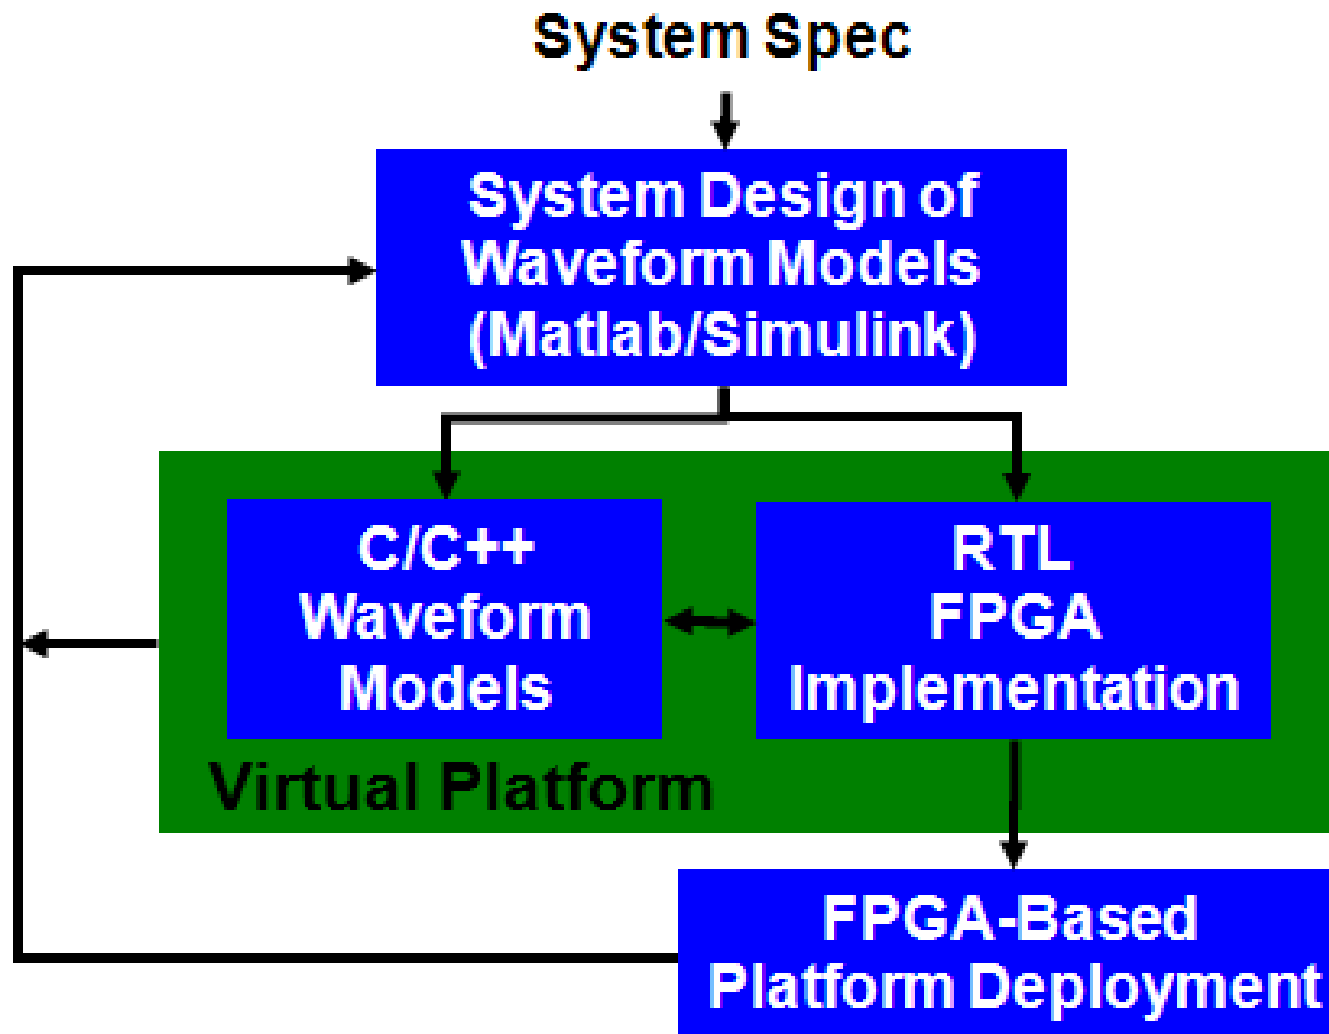 System Spec
System Design of
Waveform Models
(Matlab/Simulink)
C/C++
Waveform
Models
RTL
FPGA
Implementation
Virtual Platform
FPGA-Based
Platform Deployment